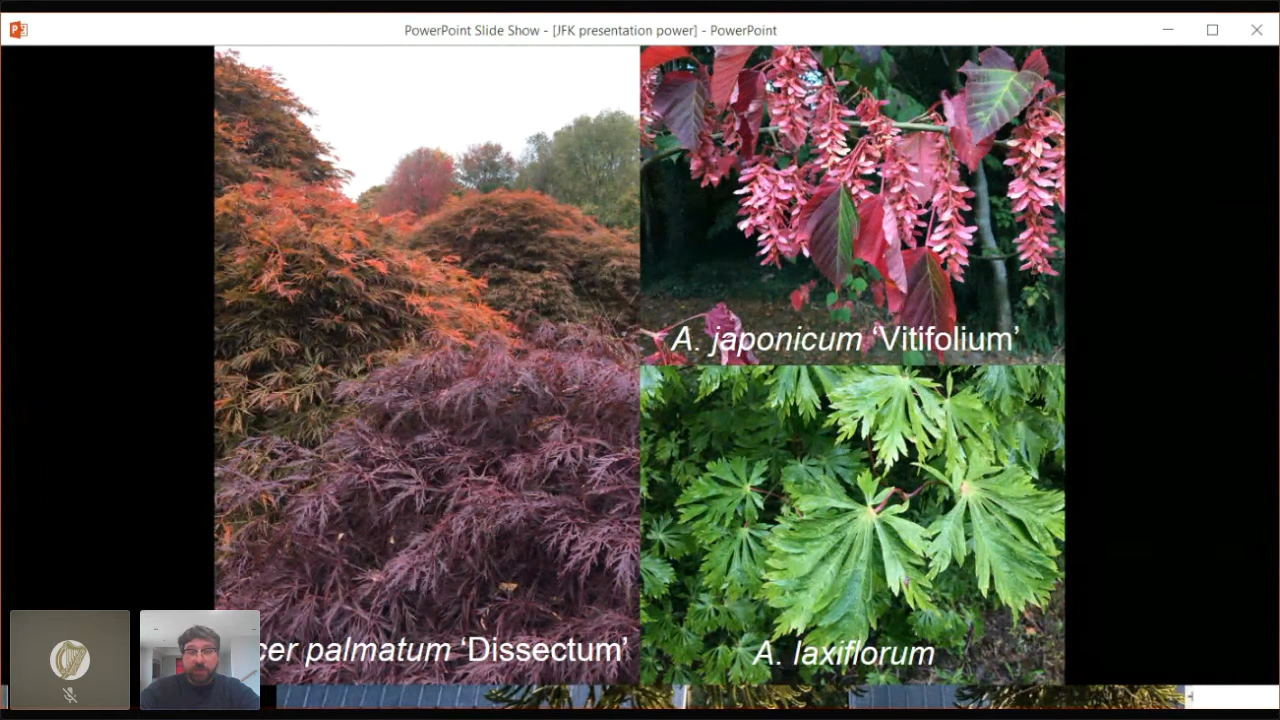 PowerPoint Slide Show - [JFK presentation power] - PowerPoint
A. japonicum ‘Vitifolium’
cer palmatum ‘Dissectum’
A. laxiflorum